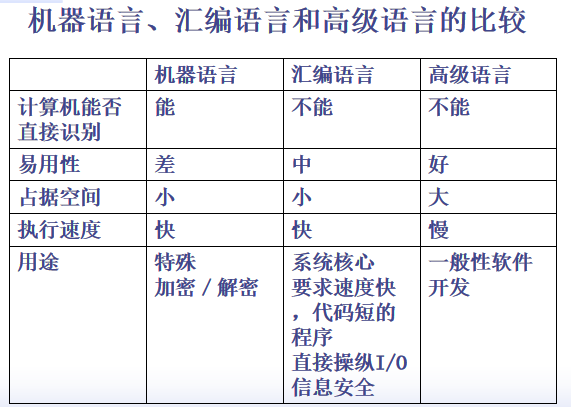 机器语言、汇编语言和高级语言的比较
机器语言 汇编语言 高级语言
计算机能否 能 不能 不能
直接识别
易用性 差 中 好
占据空间 小 小 大
执行速度 快 快 慢
用途 特殊 系统核心 一般性软件
加密／解密 要求速度快 开发
，代码短的
程序
直接操纵I/O
信息安全